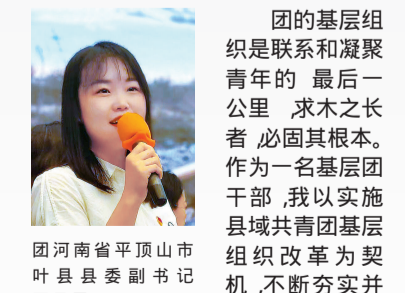 团河南省平顶山市
叶县县委副书记
团的基层组
织是联系和凝聚
青年的 最后一
公里 ,求木之长
者 ,必固其根本。
作为一名基层团
干部 ,我以实施
县域共青团基层
组织改革为契
机 ,不断夯实并